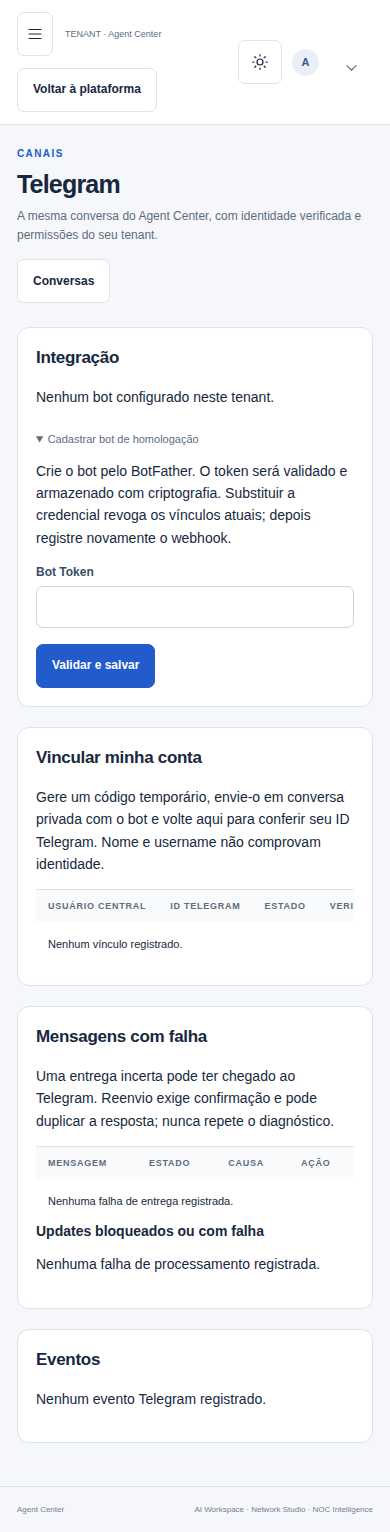 TENANT · Agent Center
A
Voltar à plataforma
CANAIS
Telegram
A mesma conversa do Agent Center, com identidade verificada e
permissões do seu tenant.
Conversas
Integração
Nenhum bot configurado neste tenant.
▼ Cadastrar bot de homologação
Crie o bot pelo BotFather. O token será validado e
armazenado com criptografia. Substituir a
credencial revoga os vínculos atuais; depois
registre novamente o webhook.
Bot Token
Validar e salvar
Vincular minha conta
Gere um código temporário, envie-o em conversa
privada com o bot e volte aqui para conferir seu ID
Telegram. Nome e username não comprovam
identidade.
USUÁRIO CENTRAL ID TELEGRAM ESTADO VERI
Nenhum vínculo registrado.
Mensagens com falha
Uma entrega incerta pode ter chegado ao
Telegram. Reenvio exige confirmação e pode
duplicar a resposta; nunca repete o diagnóstico.
MENSAGEM ESTADO CAUSA AÇÃO
Nenhuma falha de entrega registrada.
Updates bloqueados ou com falha
Nenhuma falha de processamento registrada.
Eventos
Nenhum evento Telegram registrado.
Agent Center AI Workspace · Network Studio · NOC Intelligence